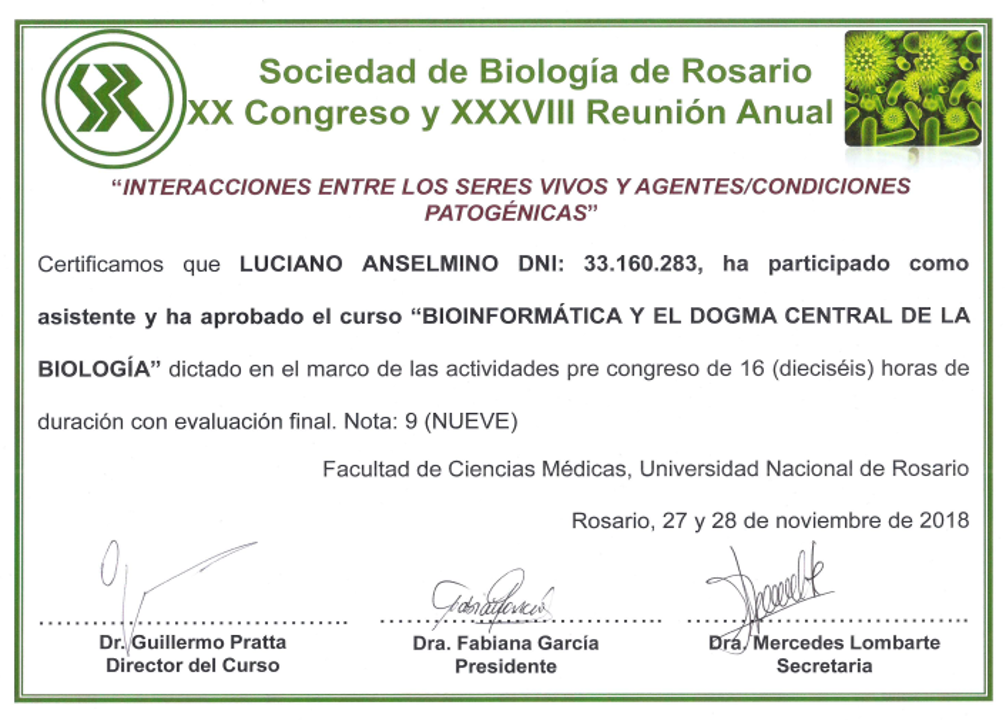 Sociedad de Biología de Rosario
XX Congreso y XXXVIII Reunión Anual
“INTERACCIONES ENTRE LOS SERES VIVOS Y AGENTES/CONDICIONES
PATOGÉNICAS”
Certificamos que LUCIANO ANSELMINO DNI: 33.160.283, ha participado como
asistente y ha aprobado el curso “BIOINFORMÁTICA Y EL DOGMA CENTRAL DE LA
BIOLOGÍA” dictado en el marco de las actividades pre congreso de 16 (dieciséis) horas de
duración con evaluación final. Nota: 9 (NUEVE)
Facultad de Ciencias Médicas, Universidad Nacional de Rosario
Rosario, 27 y 28 de noviembre de 2018
Dr. Guillermo Pratta
Director del Curso
Dra. Fabiana García
Presidente
Dra. Mercedes Lombarte
Secretaria